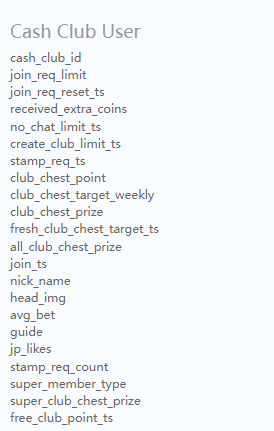 Cash Club User
cash_club_id
join_req_limit
join_req_reset_ts
received_extra_coins
no_chat_limit_ts
create_club_limit_ts
stamp_req_ts
club_chest_point
club_chest_target_weekly
club_chest_prize
fresh_club_chest_target_ts
all_club_chest_prize
join_ts
nick_name
head_img
avg_bet
guide
jp_likes
stamp_req_count
super_member_type
super_club_chest_prize
free_club_point_ts